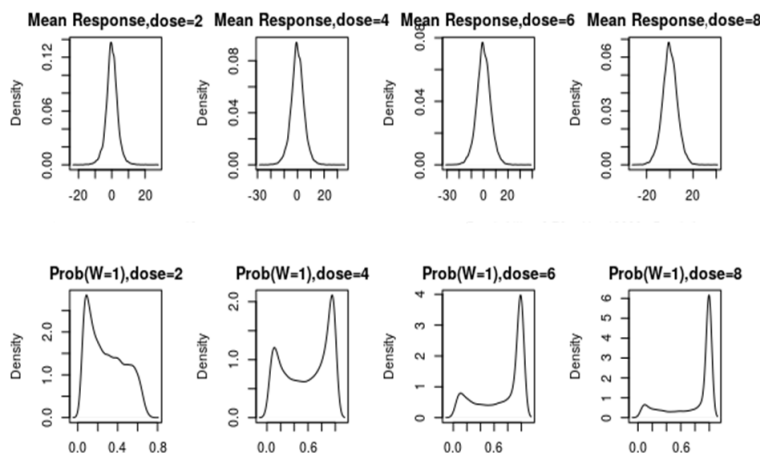 Mean Response,dose=2 Mean Response,dose=4 Mean Response,dose=6 Mean Response,dose=8
Density 0.00 0.06 0.12
-20 0 20
Density 0.00 0.04 0.08
-30 0 20
Density 0.00 0.04 0.08
-30 0 20
Density 0.00 0.03 0.06
-20 20
Prob(W=1),dose=2 Prob(W=1),dose=4 Prob(W=1),dose=6 Prob(W=1),dose=8
Density 0.0 1.0 2.0
0.0 0.4 0.8
Density 0.0 1.0 2.0
0.0 0.6
Density 0 1 2 3 4
0.0 0.6
Density 0 1 2 3 4 5 6
0.0 0.6